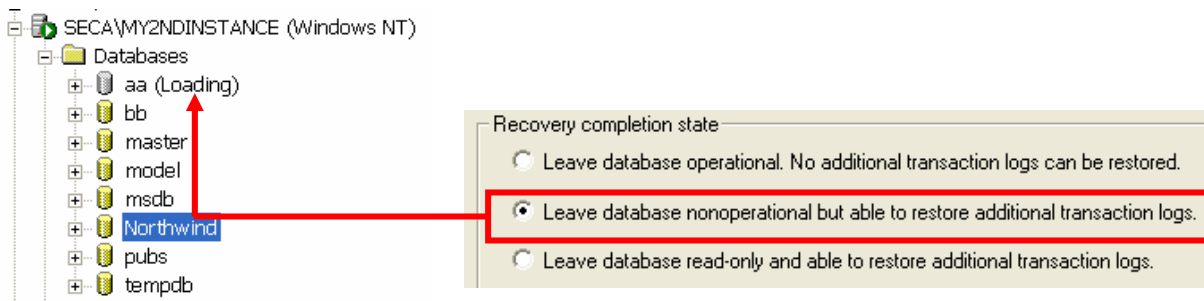 SECA\MY2NDINSTANCE (Windows NT)
Databases
aa (Loading)
bb
master
model
msdb
Northwind
pubs
tempdb
Recovery completion state
Leave database operational. No additional transaction logs can be restored.
Leave database nonoperational but able to restore additional transaction logs.
Leave database read-only and able to restore additional transaction logs.